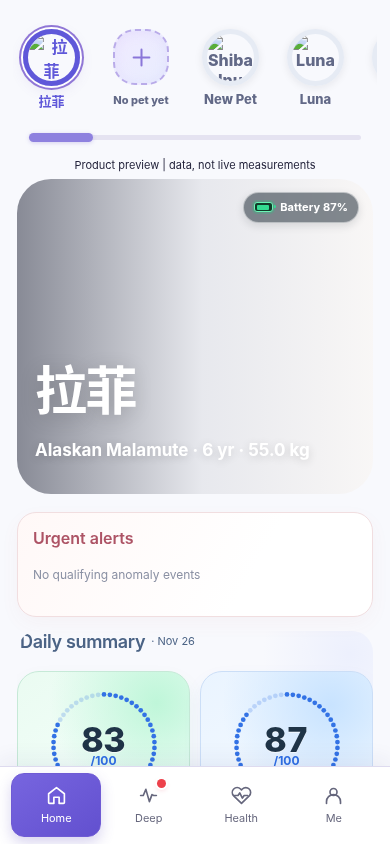 拉
菲
Shiba
Inu
Luna
拉菲
No pet yet
New Pet
Luna
Product preview | data, not live measurements
Battery 87%
拉菲
Alaskan Malamute · 6 yr · 55.0 kg
Urgent alerts
No qualifying anomaly events
Daily summary · Nov 26
83
/100
87
/100
Home
Deep
Health
Me